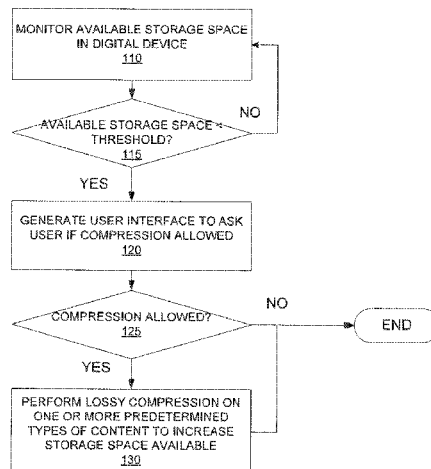 MONITOR AVAILABLE STORAGE SPACE
IN DIGITAL DEVICE
110
NO
AVAILABLE STORAGE SPACE <
THRESHOLD?
115
YES
GENERATE USER INTERFACE TO ASK
USER IF COMPRESSION ALLOWED
120
NO
COMPRESSION ALLOWED?
125
END
YES
PERFORM LOSSY COMPRESSION ON
ONE OR MORE PREDETERMINED
TYPES OF CONTENT TO INCREASE
STORAGE SPACE AVAILABLE
130